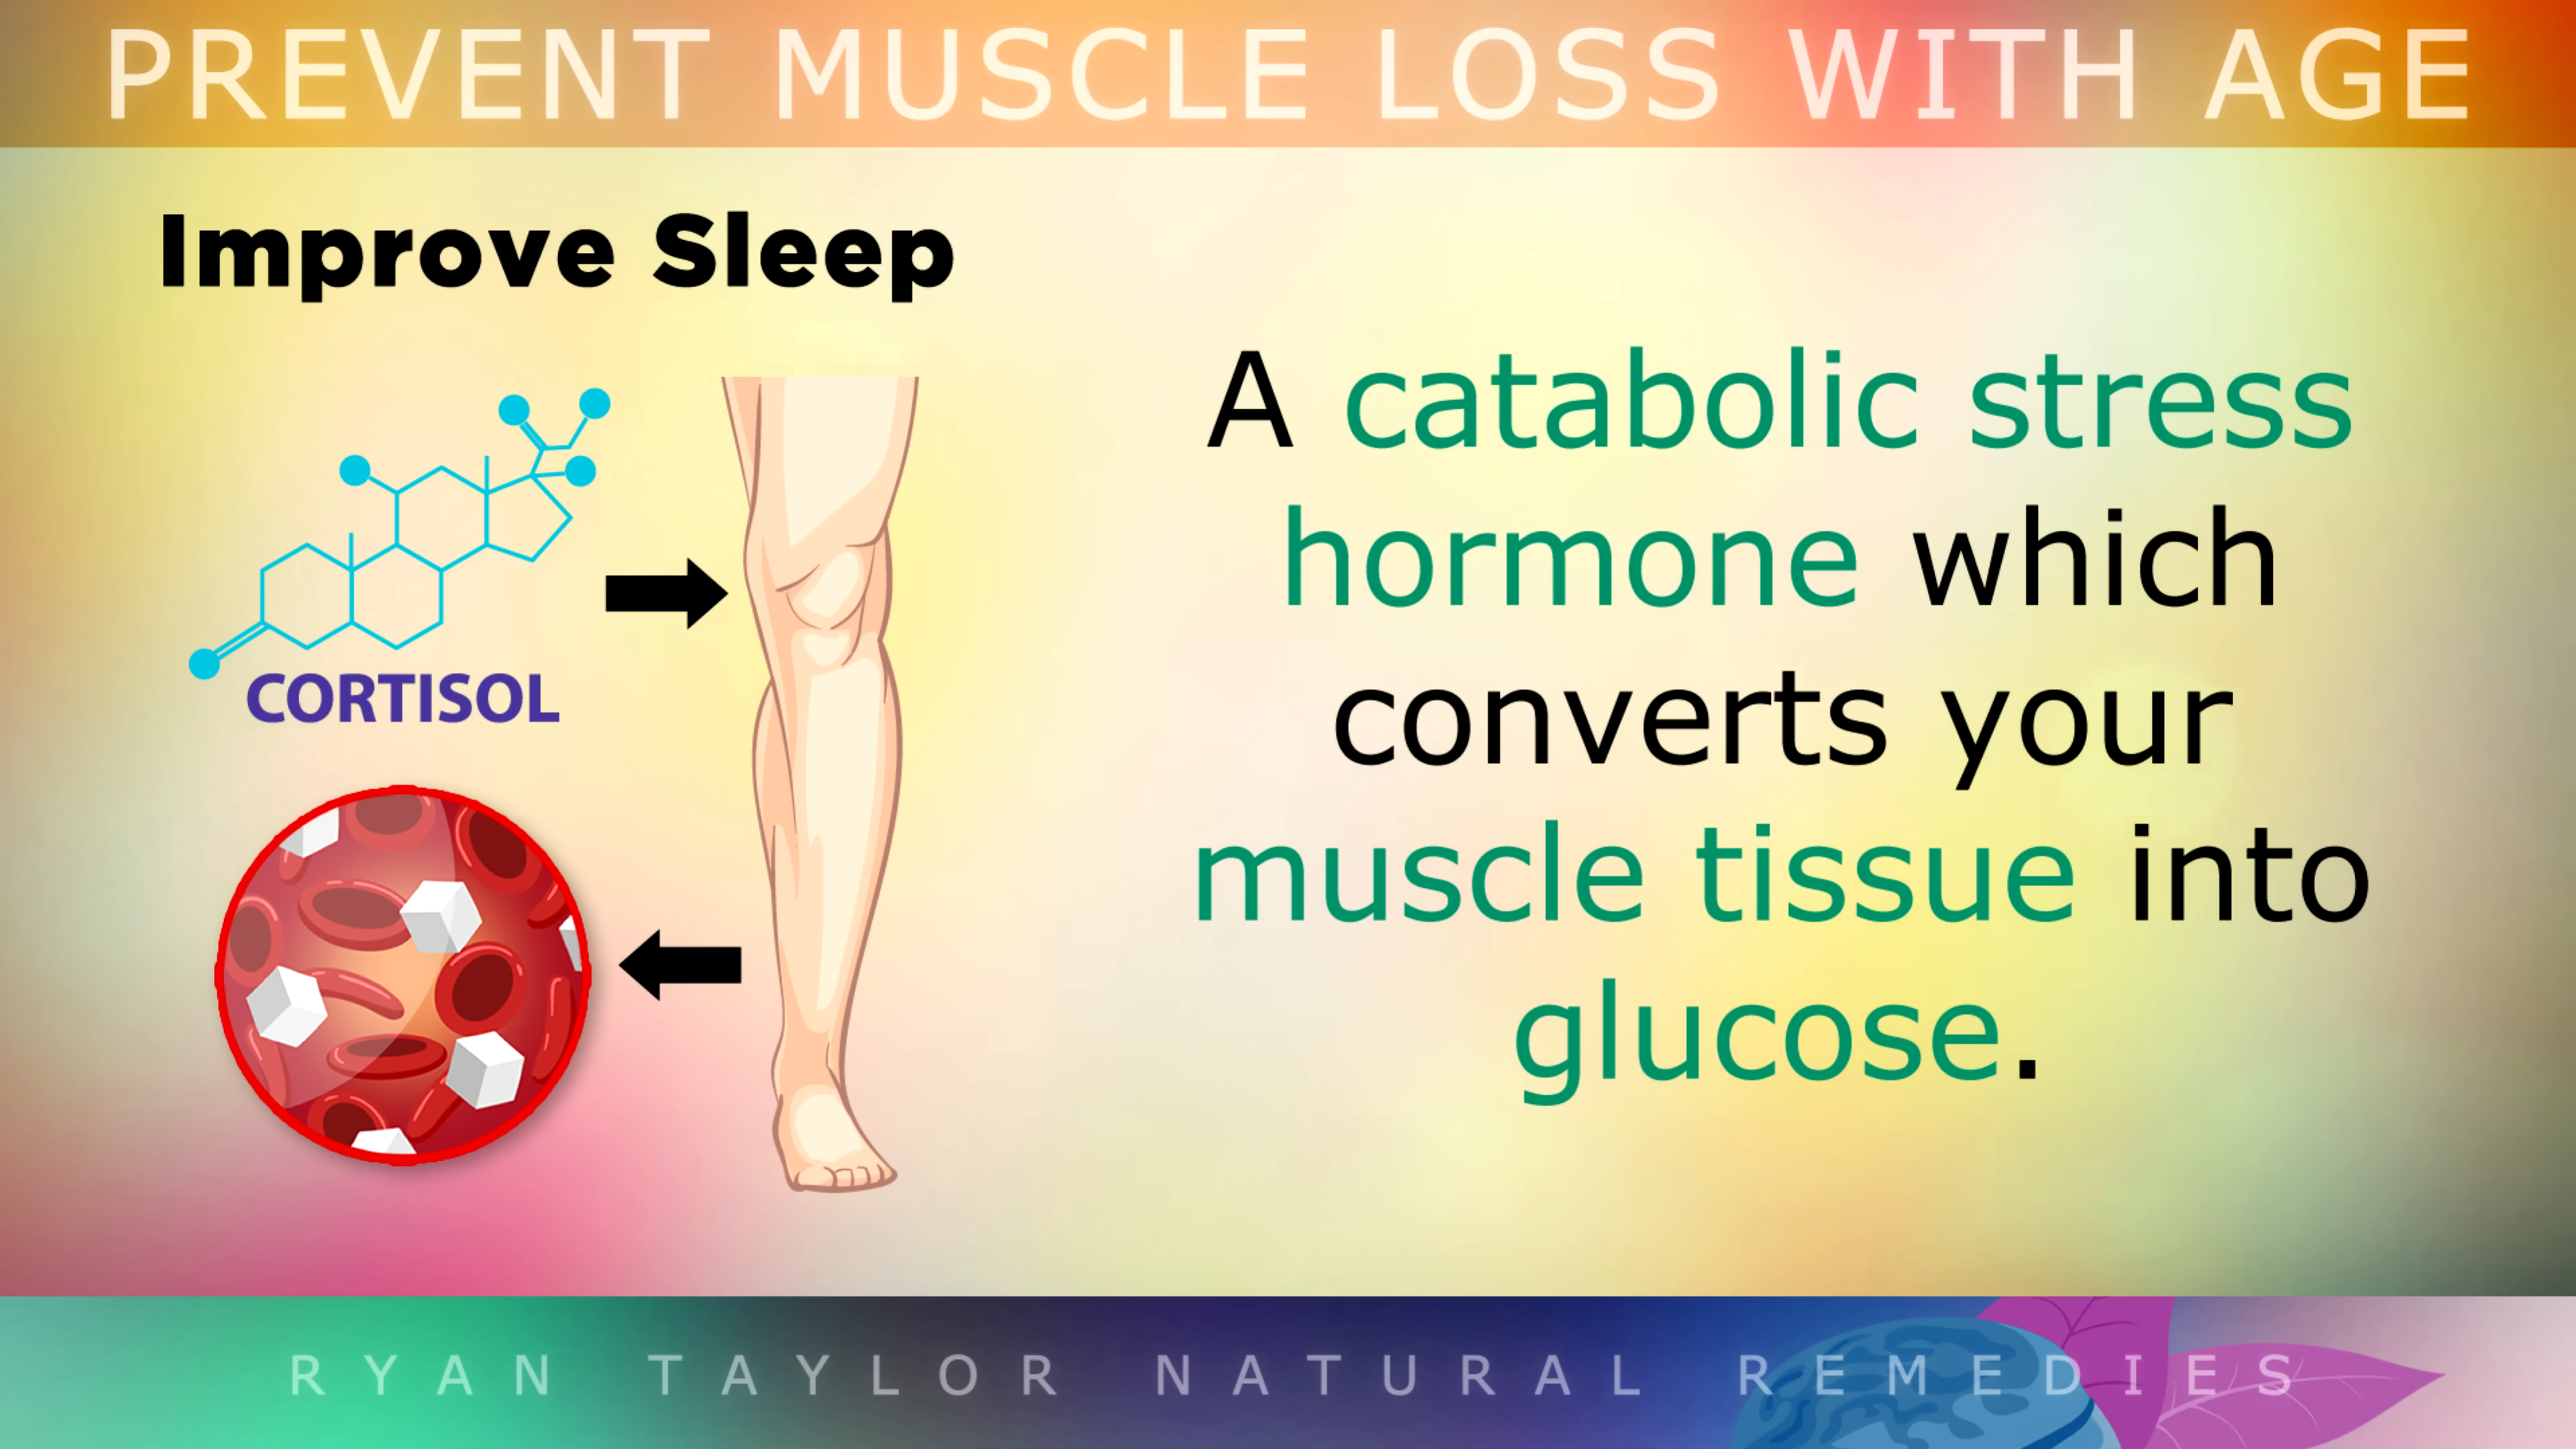 PREVENT MUSCLE LOSS WITH AGE
Improve Sleep
CORTISOL
A catabolic stress
hormone which
converts your
muscle tissue into
glucose.
RYAN TAYLOR NATURAL REMEDIES